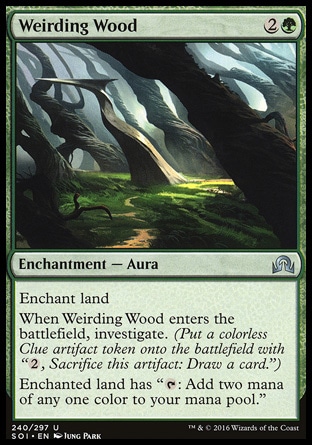 Weirding Wood 2
Enchantment — Aura
Enchant land
When Weirding Wood enters the
battlefield, investigate. (Put a colorless
Clue artifact token onto the battlefield with
“2, Sacrifice this artifact: Draw a card.”)
Enchanted land has “: Add two mana
of any one color to your mana pool.”
240/297 U
SOI • EN Jung Park
™ & © 2016 Wizards of the Coast